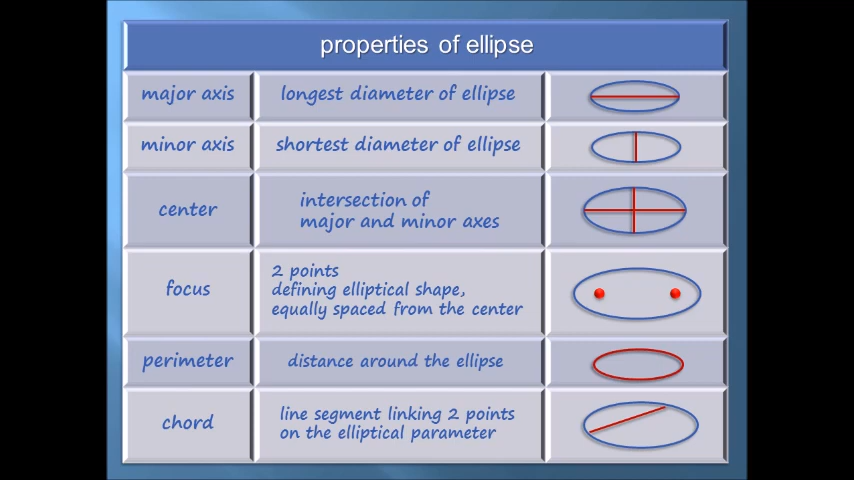 properties of ellipse
major axis
longest diameter of ellipse
minor axis
shortest diameter of ellipse
center
intersection of
major and minor axes
focus
2 points
defining elliptical shape,
equally spaced from the center
perimeter
distance around the ellipse
chord
line segment linking 2 points
on the elliptical parameter